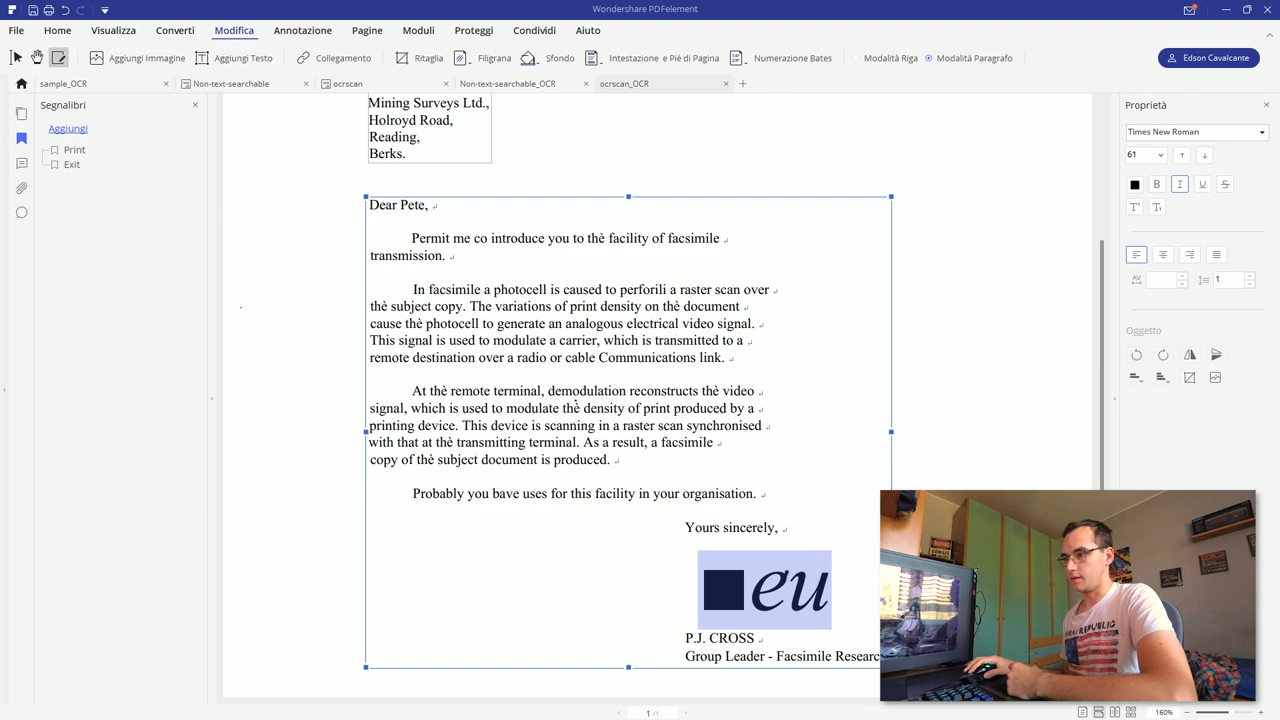 Wondershare PDFelement
File Home Visualizza Converti Modifica Annotazione Pagine Moduli Proteggi Condividi Aiuto
Aggiungi Immagine Aggiungi Testo Collegamento Ritaglia Filigrana Sfondo Intestazione e Piè di Pagina Numerazione Bates Modalità Riga Modalità Paragrafo Edson Cavalcante
sample_OCR Non-text-searchable ocrrscan Non-text-searchable_OCR ocrscan_OCR
Segnalibri
Aggiungi
Print
Exit
Mining Surveys Ltd.,
Holroyd Road,
Reading,
Berks.
Dear Pete,
Permit me co introduce you to thè facility of facsimile
transmission.
In facsimile a photocell is caused to perforili a raster scan over
thè subject copy. The variations of print density on thè document
cause thè photocell to generate an analogous electrical video signal.
This signal is used to modulate a carrier, which is transmitted to a
remote destination over a radio or cable Communications link.
At thè remote terminal, demodulation reconstructs thè video
signal, which is used to modulate thè density of print produced by a
printing device. This device is scanning in a raster scan synchronised
with that at thè transmitting terminal. As a result, a facsimile
copy of thè subject document is produced.
Probably you bave uses for this facility in your organisation.
Yours sincerely,
■eu
P.J. CROSS
Group Leader - Facsimile Researc
Proprietà
Times New Roman
61
B I U S
T T
AV 1
Oggetto
1 /1
160%